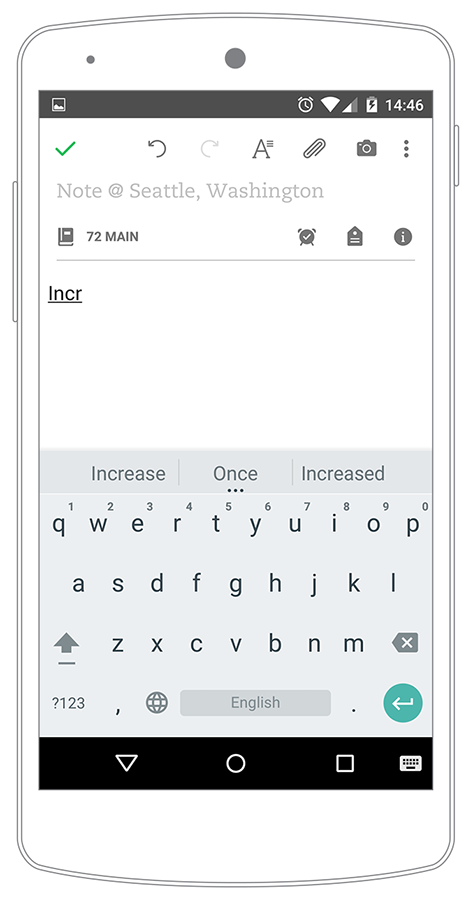 14:46
Note @ Seattle, Washington
72 MAIN
Incr
Increase Once Increased
1 2 3 4 5 6 7 8 9 0
q w e r t y u i o p
a s d f g h j k l
z x c v b n m
?123 , English .